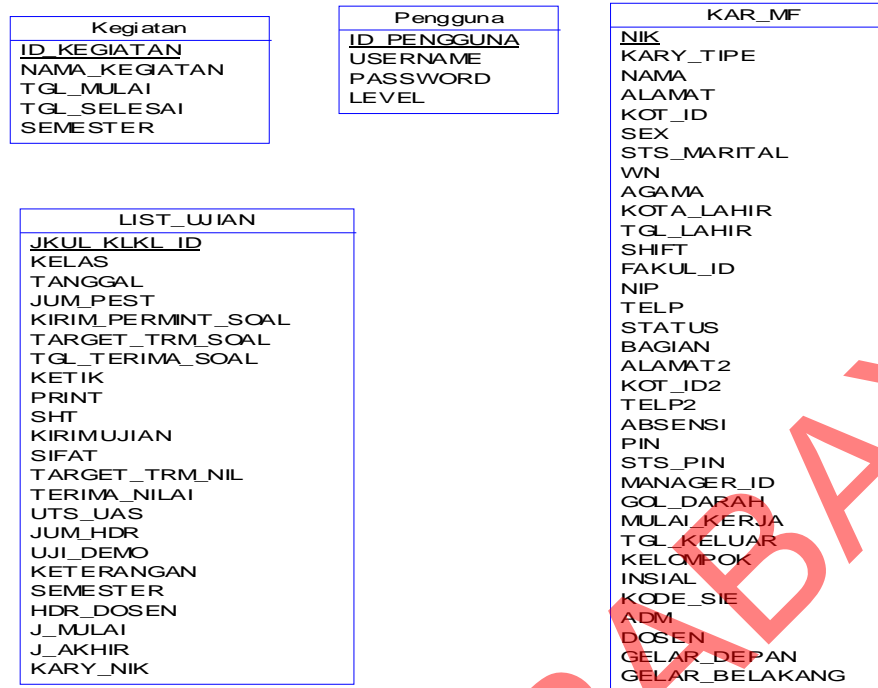 Kegiatan
ID_KEGIATAN
NAMA_KEGIATAN
TGL_MULAI
TGL_SELESAI
SEMESTER
Pengguna
ID_PENGGUNA
USERNAME
PASSWORD
LEVEL
LIST_UJIAN
JKUL_KLKL_ID
KELAS
TANGGAL
JUM_PEST
KIRIM_PERMINT_SOAL
TARGET_TRM_SOAL
TGL_TERIMA_SOAL
KETIK
PRINT
SHT
KIRIMUJIAN
SIFAT
TARGET_TRM_NIL
TERIMA_NILAI
UTS_UAS
JUM_HDR
UJI_DEMO
KETERANGAN
SEMESTER
HDR_DOSEN
J_MULAI
J_AKHIR
KARY_NIK
KAR_MF
NIK
KARY_TIPE
NAMA
ALAMAT
KOT_ID
SEX
STS_MARITAL
WN
AGAMA
KOTA_LAHIR
TGL_LAHIR
SHIFT
FAKUL_ID
NIP
TELP
STATUS
BAGIAN
ALAMAT2
KOT_ID2
TELP2
ABSENSI
PIN
STS_PIN
MANAGER_ID
GOL_DARAH
MULAI_KERJA
TGL_KELUAR
KELOMPOK
INSIAL
KODE_SIE
ADM
DOSEN
GELAR_DEPAN
GELAR_BELAKANG